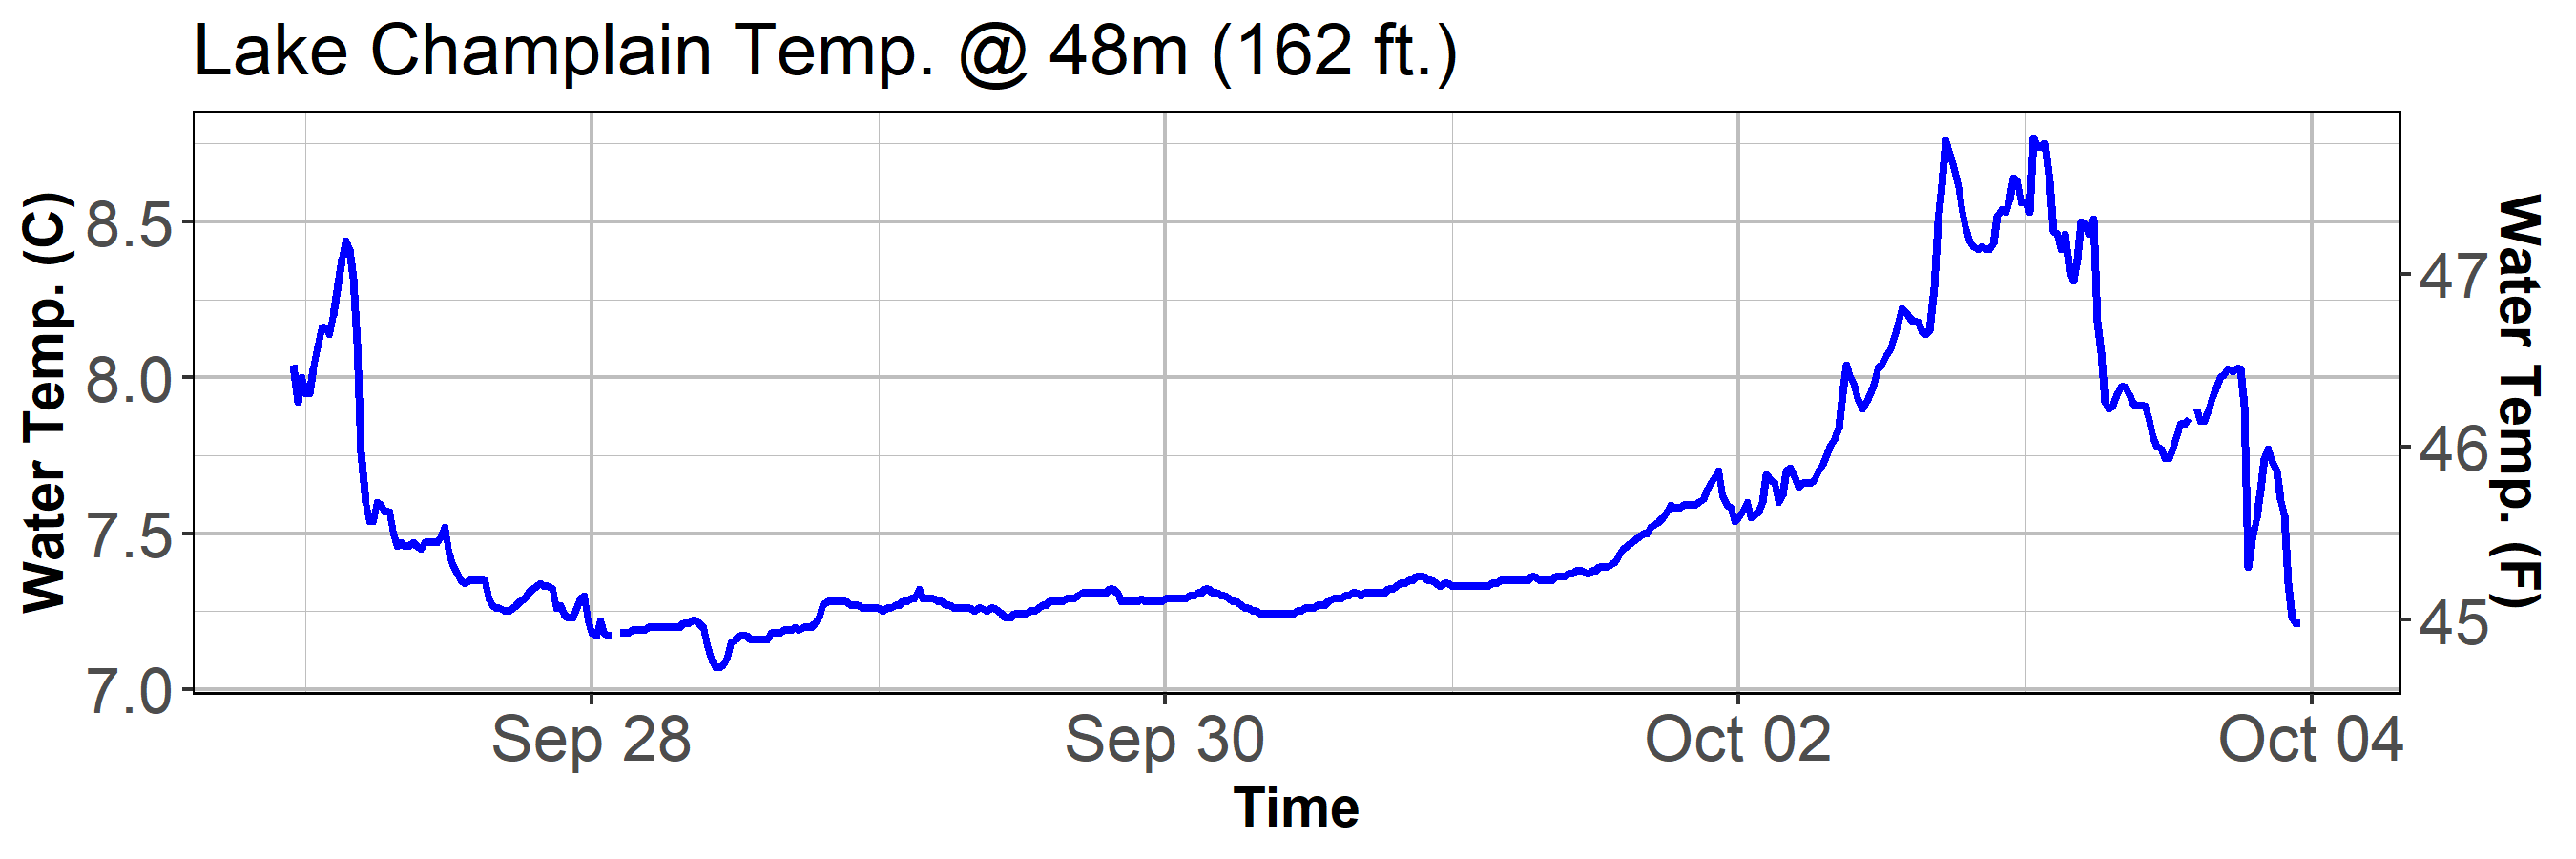 Lake Champlain Temp. @ 48m (162 ft.)
Water Temp. (C)
8.5
8.0
7.5
7.0
Water Temp. (F)
47
46
45
Sep 28
Sep 30
Oct 02
Oct 04
Time